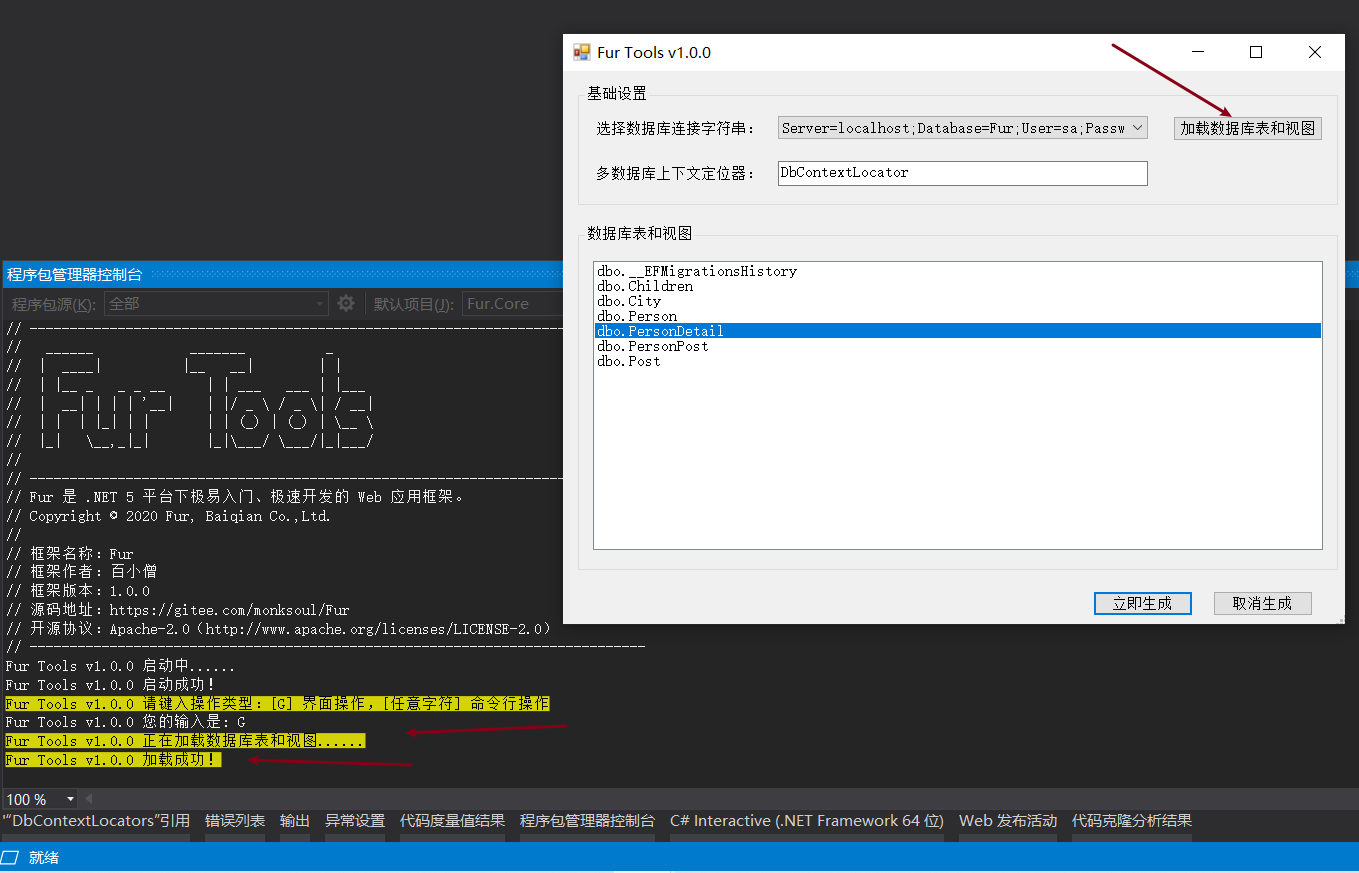 Fur Tools v1.0.0
基础设置
选择数据库连接字符串：
Server=localhost;Database=Fur;User=sa;Passw
加载数据库表和视图
多数据库上下文定位器：
DbContextLocator
数据库表和视图
dbo.__EFMigrationsHistory
dbo.Children
dbo.City
dbo.Person
dbo.PersonDetail
dbo.PersonPost
dbo.Post
立即生成
取消生成
程序包管理器控制台
程序包源(K): 全部 默认项目(J): Fur.Core
// -----------------------------------------------------------------------------
Fur Tools
//
// -----------------------------------------------------------------------------
// Fur 是 .NET 5 平台下极易入门、极速开发的 Web 应用框架。
// Copyright © 2020 Fur, Baiqian Co.,Ltd.
//
// 框架名称：Fur
// 框架作者：百小僧
// 框架版本：1.0.0
// 源码地址：https://gitee.com/monksoul/Fur
// 开源协议：Apache-2.0（http://www.apache.org/licenses/LICENSE-2.0）
// -----------------------------------------------------------------------------
Fur Tools v1.0.0 启动中......
Fur Tools v1.0.0 启动成功！
Fur Tools v1.0.0 请键入操作类型：[G] 界面操作，[任意字符] 命令行操作
Fur Tools v1.0.0 您的输入是: G
Fur Tools v1.0.0 正在加载数据库表和视图......
Fur Tools v1.0.0 加载成功！
100 %
"“DbContextLocators”引用 错误列表 输出 异常设置 代码度量值结果 程序包管理器控制台 C# Interactive (.NET Framework 64 位) Web 发布活动 代码克隆分析结果
就绪